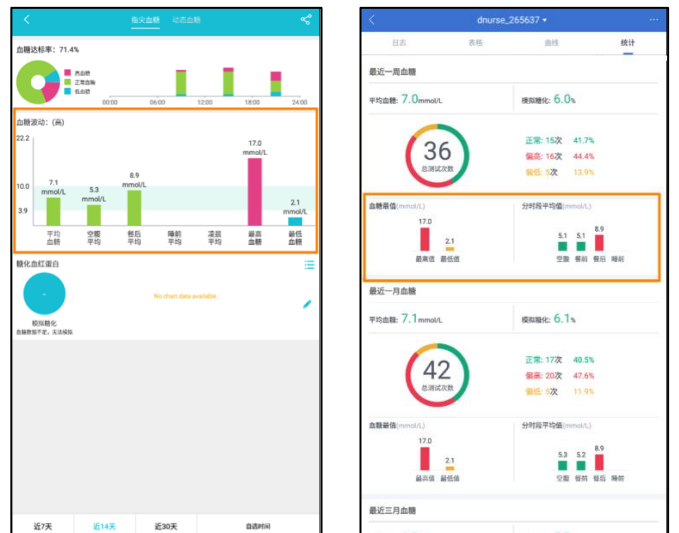 指尖血糖 动态血糖
血糖达标率：71.4%
高血糖
正常血糖
低血糖
00:00 06:00 12:00 18:00 24:00
血糖波动：(高)
22.2
10.0
3.9
7.1
mmol/L
5.3
mmol/L
8.9
mmol/L
17.0
mmol/L
2.1
mmol/L
平均
血糖
空腹
平均
餐后
平均
睡前
平均
凌晨
平均
最高
血糖
最低
血糖
糖化血红蛋白
-
No chart data available.
模拟糖化
血糖数据不足，无法模拟
近7天 近14天 近30天 自选时间
dnurse_265637
日志 表格 曲线 统计
最近一周血糖
平均血糖: 7.0mmol/L 模拟糖化: 6.0%
36
总测试次数
正常: 15次 41.7%
偏高: 16次 44.4%
偏低: 5次 13.9%
血糖最值(mmol/L) 分时段平均值(mmol/L)
17.0
2.1
最高值 最低值
5.1 5.1 8.9
空腹 餐前 餐后 睡前
最近一月血糖
平均血糖: 7.1mmol/L 模拟糖化: 6.1%
42
总测试次数
正常: 17次 40.5%
偏高: 20次 47.6%
偏低: 5次 11.9%
血糖最值(mmol/L) 分时段平均值(mmol/L)
17.0
2.1
最高值 最低值
5.3 5.2 8.9
空腹 餐前 餐后 睡前
最近三月血糖